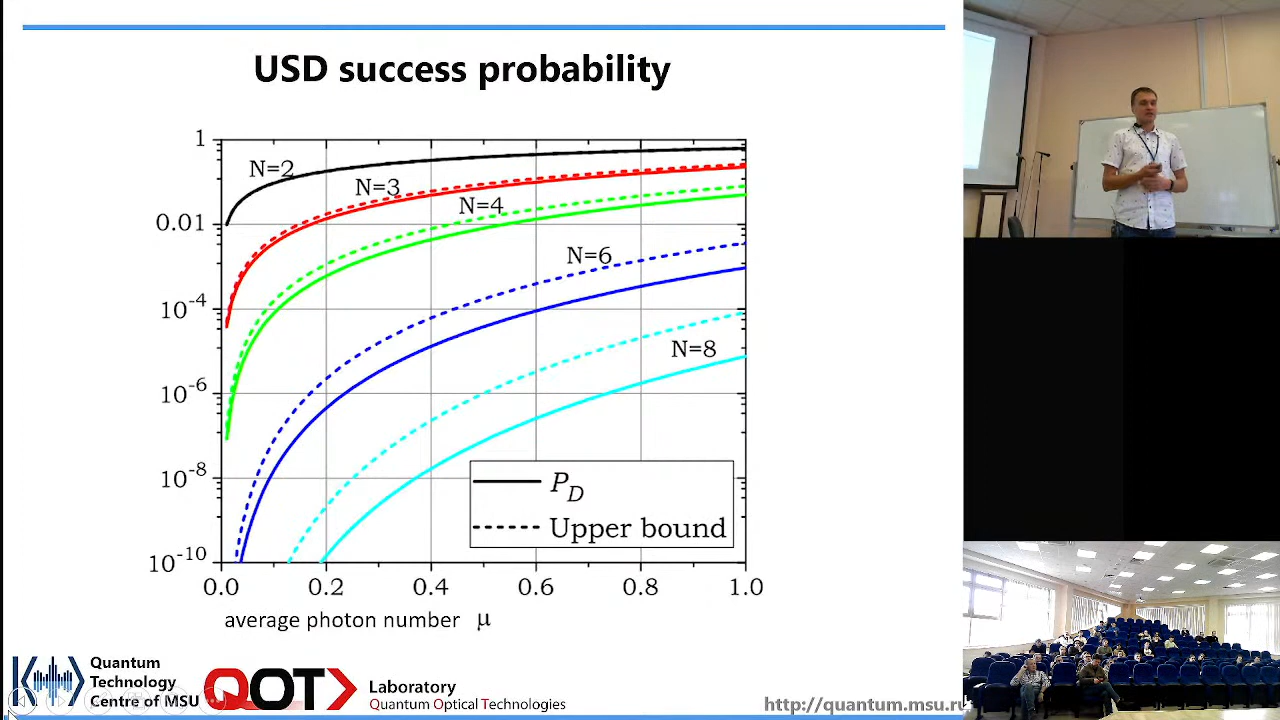 USD success probability
1
0.01
10⁻⁴
10⁻⁶
10⁻⁸
10⁻¹⁰
N=2
N=3
N=4
N=6
N=8
P_D
Upper bound
0.0 0.2 0.4 0.6 0.8 1.0
average photon number μ
Quantum
Technology
Centre of MSU
QOT
Laboratory
Quantum Optical Technologies
http://quantum.msu.ru